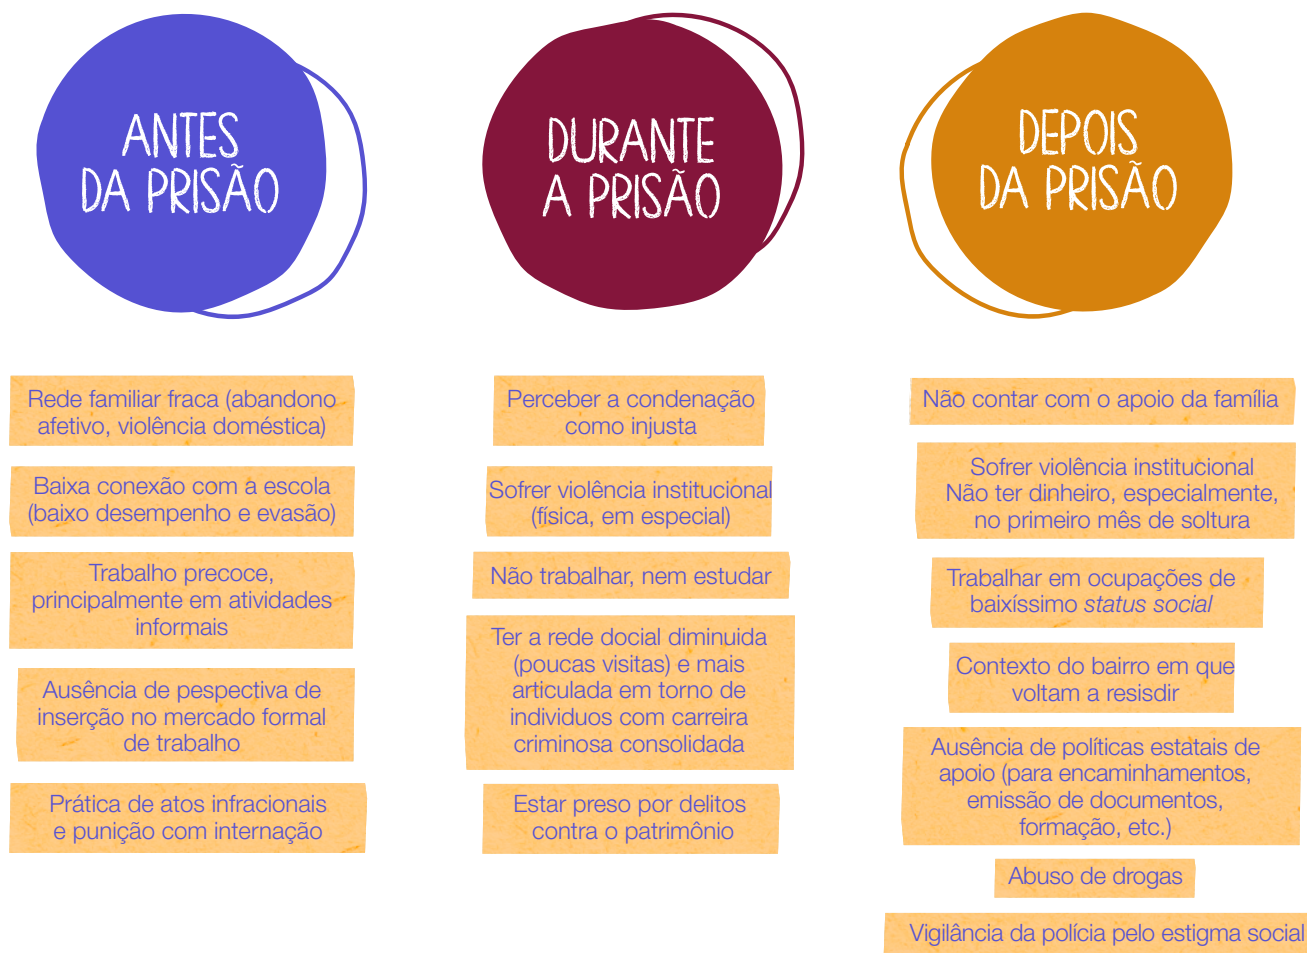 ANTES
DA PRISÃO
Rede familiar fraca (abandono
afetivo, violência doméstica)
Baixa conexão com a escola
(baixo desempenho e evasão)
Trabalho precoce,
principalmente em atividades
informais
Ausência de pespectiva de
inserção no mercado formal
de trabalho
Prática de atos infracionais
e punição com internação
DURANTE
A PRISÃO
Perceber a condenação
como injusta
Sofrer violência institucional
(física, em especial)
Não trabalhar, nem estudar
Ter a rede docial diminuida
(poucas visitas) e mais
articulada em torno de
individuos com carreira
criminosa consolidada
Estar preso por delitos
contra o patrimônio
DEPOIS
DA PRISÃO
Não contar com o apoio da família
Sofrer violência institucional
Não ter dinheiro, especialmente,
no primeiro mês de soltura
Trabalhar em ocupações de
baixíssimo status social
Contexto do bairro em que
voltam a resisdir
Ausência de políticas estatais de
apoio (para encaminhamentos,
emissão de documentos,
formação, etc.)
Abuso de drogas
Vigilância da polícia pelo estigma social